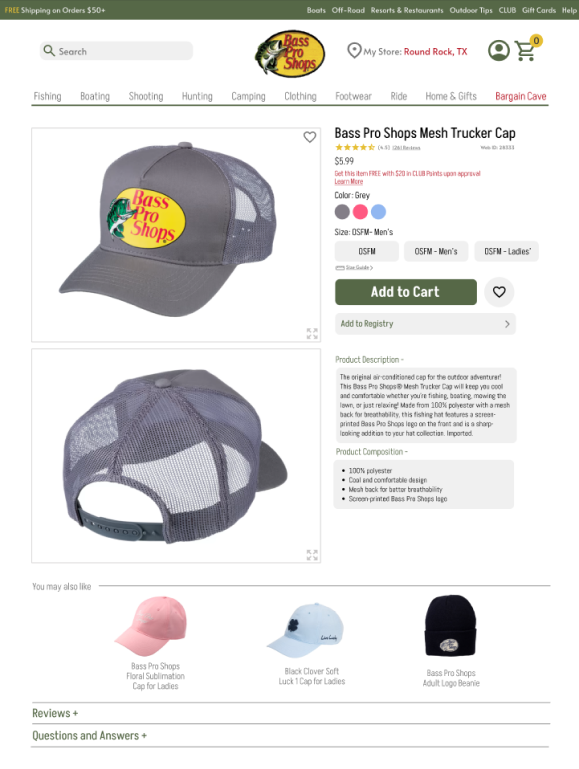 FREE Shipping on Orders $50+
Boats Off-Road Resorts & Restaurants Outdoor Tips CLUB Gift Cards Help
Search
Bass
Pro
Shops
My Store: Round Rock, TX
0
Fishing Boating Shooting Hunting Camping Clothing Footwear Ride Home & Gifts Bargain Cave
Bass
Pro
Shops
Bass Pro Shops Mesh Trucker Cap
$5.99
Get this item FREE with $20 in CLUB Points upon approval
Learn More
Color: Grey
Size: OSFM- Men's
OSFM OSFM - Men's OSFM - Ladies'
Size Guide >
Add to Cart
Add to Registry
Product Description -
The original air-conditioned cap for the outdoor adventurer!
This Bass Pro Shops® Mesh Trucker Cap will keep you cool
and comfortable whether you're fishing, boating, mowing the
lawn, or just relaxing! Made from 100% polyester with a mesh
back for breathability, this fishing hat features a screen-
printed Bass Pro Shops logo on the front and is a sharp-
looking addition to your hat collection. Imported.
Product Composition -
100% polyester
Cool and comfortable design
Mesh back for better breathability
Screen-printed Bass Pro Shops logo
You may also like
Bass Pro Shops
Floral Sublimation
Cap for Ladies
Black Clover Soft
Luck 1 Cap for Ladies
Bass Pro Shops
Adult Logo Beanie
Reviews +
Questions and Answers +